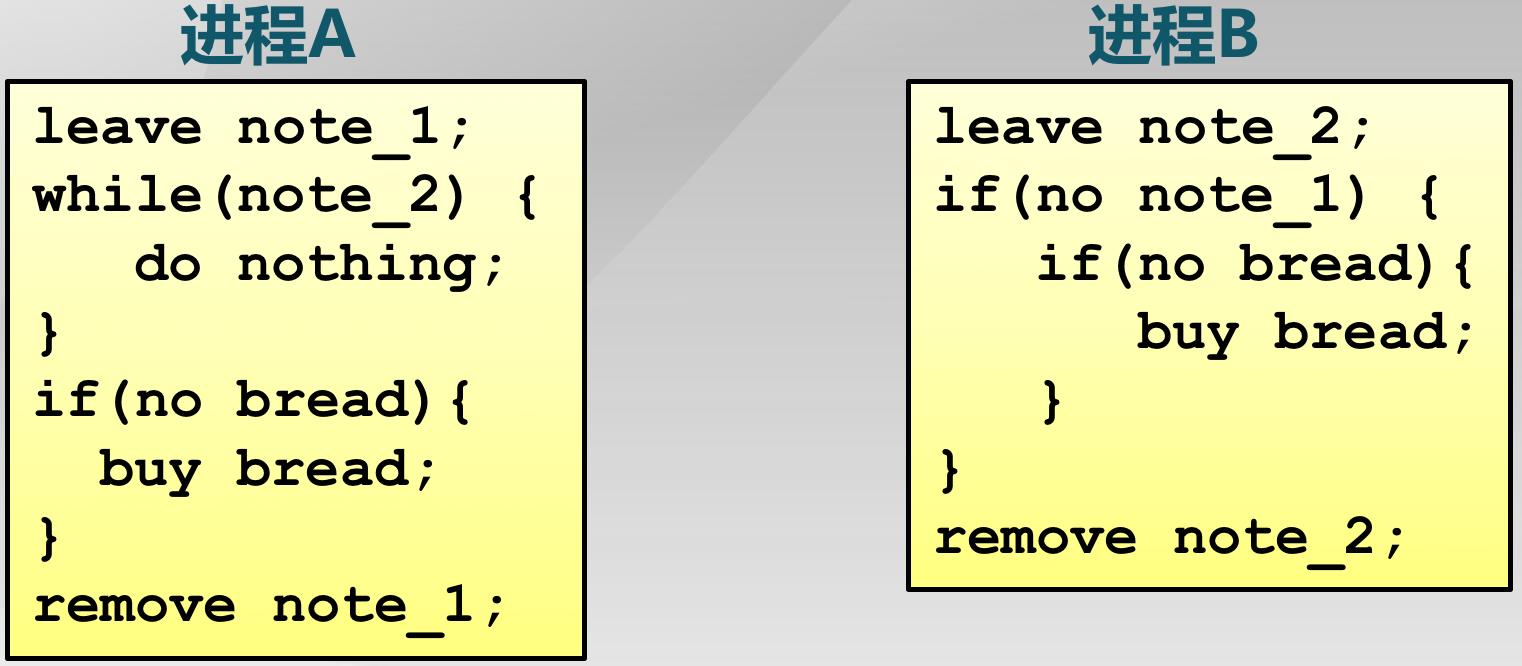 进程A
leave note_1;
while(note_2) {
do nothing;
}
if(no bread){
buy bread;
}
remove note_1;
进程B
leave note_2;
if(no note_1) {
if(no bread){
buy bread;
}
}
remove note_2;